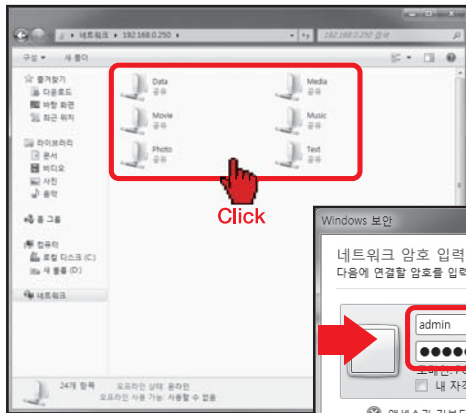 네트워크 ▸ 192.168.0.250 ▸
192.168.0.250 검색
구성 ▾ 새 폴더
즐겨찾기
다운로드
바탕 화면
최근 위치
라이브러리
문서
비디오
사진
음악
홈 그룹
컴퓨터
로컬 디스크 (C:)
새 볼륨 (D:)
네트워크
Data
공유
Media
공유
Movie
공유
Music
공유
Photo
공유
Text
공유
Click
24개 항목
오프라인 상태: 온라인
오프라인 사용 가능: 사용할 수 없음
Windows 보안
네트워크 암호 입력
다음에 연결할 암호를 입력
admin
내 자격